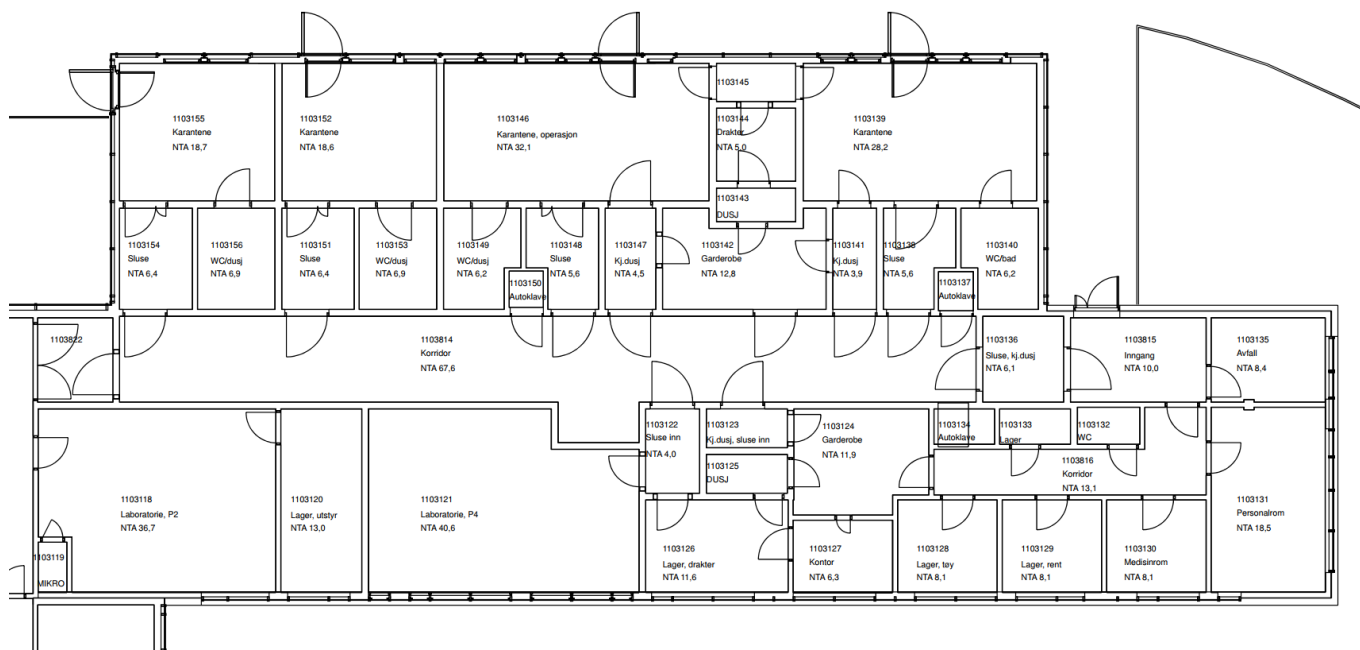 1103145
1103155
Karantene
NTA 18,7
1103152
Karantene
NTA 18,6
1103146
Karantene, operasjon
NTA 32,1
1103144
Drakter
NTA 5,0
1103139
Karantene
NTA 28,2
1103143
DUSJ
1103154
Sluse
NTA 6,4
1103156
WC/dusj
NTA 6,9
1103151
Sluse
NTA 6,4
1103153
WC/dusj
NTA 6,9
1103149
WC/dusj
NTA 6,2
1103148
Sluse
NTA 5,6
1103147
Kj.dusj
NTA 4,5
1103142
Garderobe
NTA 12,8
1103141
Kj.dusj
NTA 3,9
1103138
Sluse
NTA 5,6
1103140
WC/bad
NTA 6,2
1103150
Autoklave
1103137
Autoklave
1103822
1103814
Korridor
NTA 67,6
1103136
Sluse, kj.dusj
NTA 6,1
1103815
Inngang
NTA 10,0
1103135
Avfall
NTA 8,4
1103122
Sluse inn
NTA 4,0
1103123
Kj.dusj, sluse inn
1103124
Garderobe
NTA 11,9
1103134
Autoklave
1103133
Lager
1103132
WC
1103125
DUSJ
1103816
Korridor
NTA 13,1
1103118
Laboratorie, P2
NTA 36,7
1103120
Lager, utstyr
NTA 13,0
1103121
Laboratorie, P4
NTA 40,6
1103131
Personalrom
NTA 18,5
1103119
MIKRO
1103126
Lager, drakter
NTA 11,6
1103127
Kontor
NTA 6,3
1103128
Lager, tøy
NTA 8,1
1103129
Lager, rent
NTA 8,1
1103130
Medisinrom
NTA 8,1